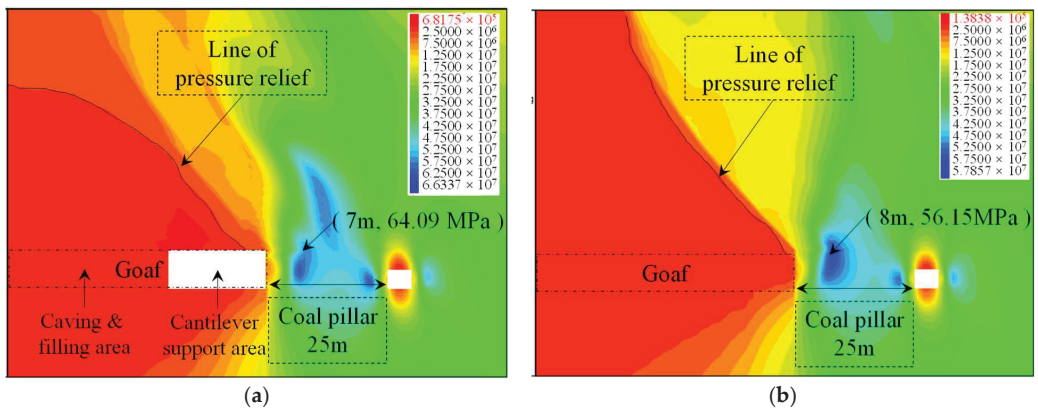 6.8175 × 10⁵
2.5000 × 10⁶
7.5000 × 10⁶
1.2500 × 10⁷
1.7500 × 10⁷
2.2500 × 10⁷
2.7500 × 10⁷
3.2500 × 10⁷
3.7500 × 10⁷
4.2500 × 10⁷
4.7500 × 10⁷
5.2500 × 10⁷
5.7500 × 10⁷
6.2500 × 10⁷
6.6337 × 10⁷
Line of
pressure relief
( 7m, 64.09 MPa)
Goaf
Caving &
filling area
Cantilever
support area
Coal pillar
25m
(a)
1.3838 × 10⁵
2.5000 × 10⁶
7.5000 × 10⁶
1.2500 × 10⁷
1.7500 × 10⁷
2.2500 × 10⁷
2.7500 × 10⁷
3.2500 × 10⁷
3.7500 × 10⁷
4.2500 × 10⁷
4.7500 × 10⁷
5.2500 × 10⁷
5.7500 × 10⁷
5.7857 × 10⁷
Line of
pressure relief
( 8m, 56.15MPa)
Goaf
Coal pillar
25m
(b)